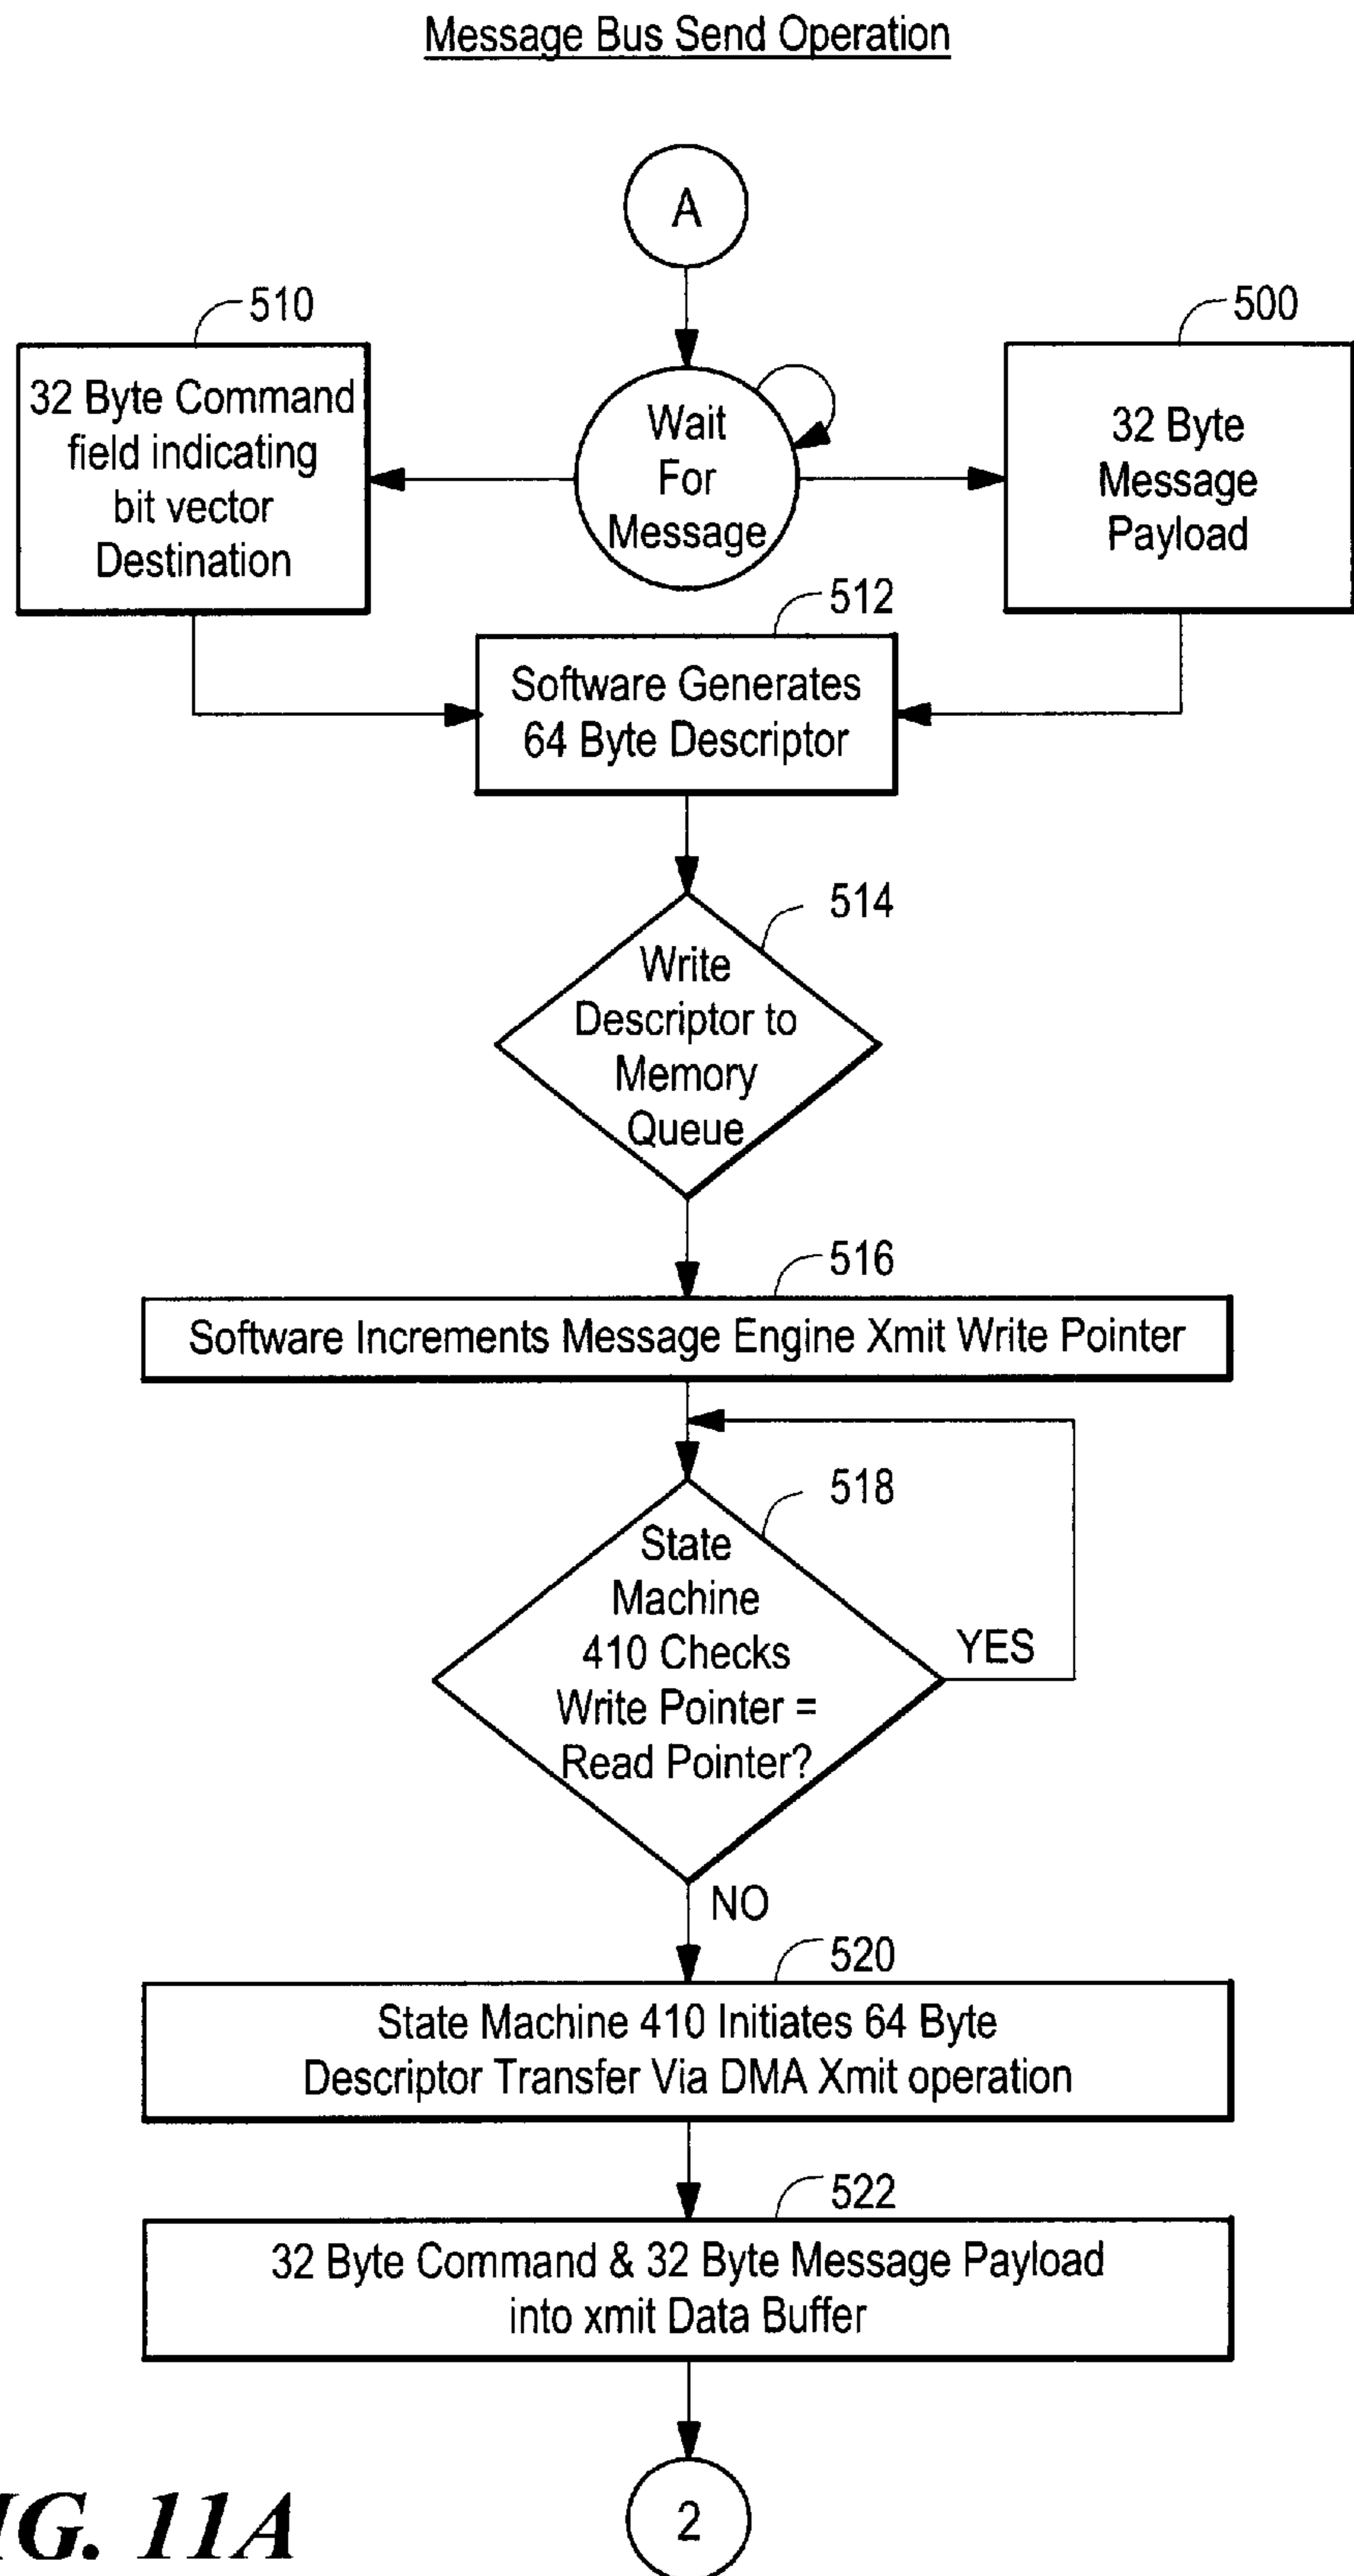 Message Bus Send Operation
A
510
500
32 Byte Command
field indicating
bit vector
Destination
Wait
For
Message
32 Byte
Message
Payload
512
Software Generates
64 Byte Descriptor
514
Write
Descriptor to
Memory
Queue
516
Software Increments Message Engine Xmit Write Pointer
518
State
Machine
410 Checks
Write Pointer =
Read Pointer?
YES
NO
520
State Machine 410 Initiates 64 Byte
Descriptor Transfer Via DMA Xmit operation
522
32 Byte Command & 32 Byte Message Payload
into xmit Data Buffer
2
IG. 11A